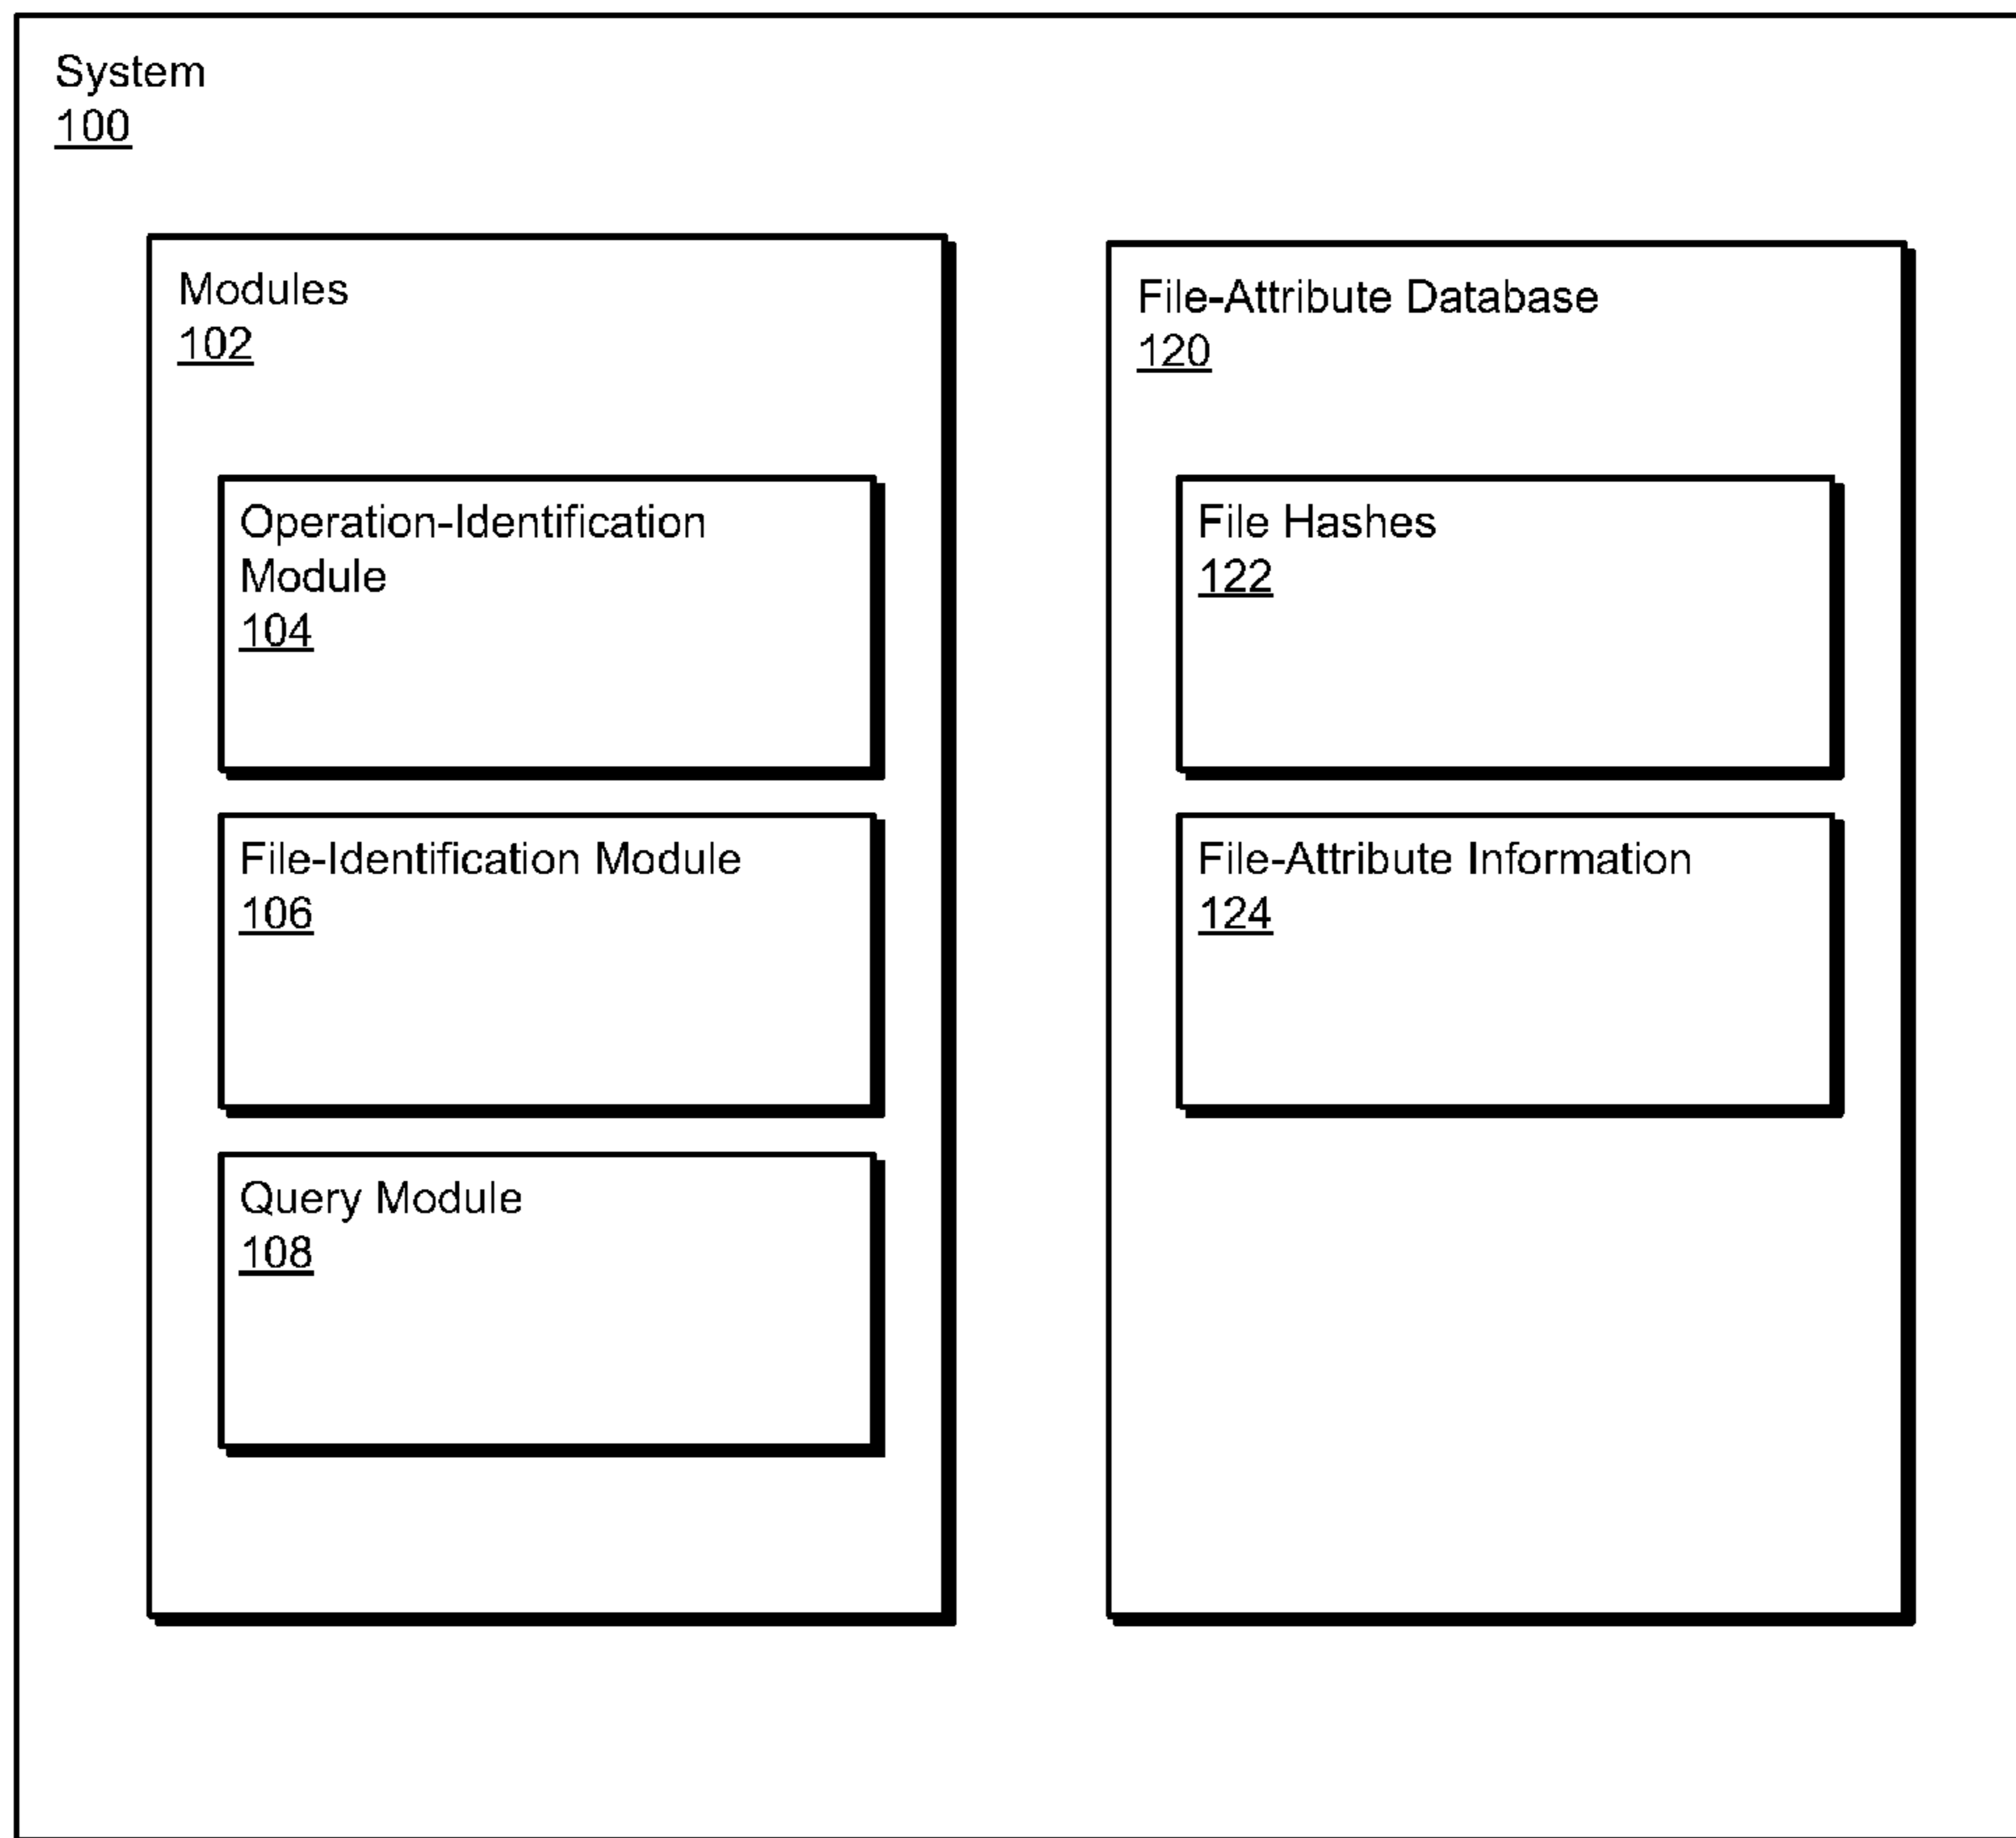 System
100
Modules
102
Operation-Identification
Module
104
File-Identification Module
106
Query Module
108
File-Attribute Database
120
File Hashes
122
File-Attribute Information
124